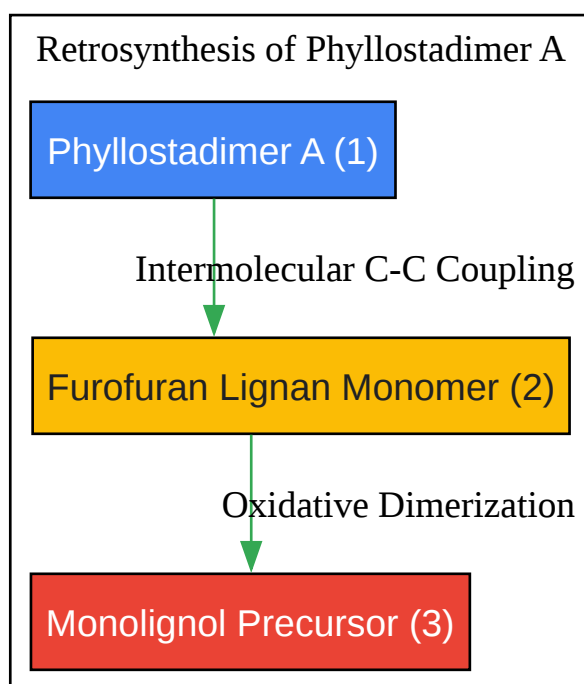 Retrosynthesis of Phyllostadimer A
Phyllostadimer A (1)
Intermolecular C-C Coupling
Furofuran Lignan Monomer (2)
Oxidative Dimerization
Monolignol Precursor (3)